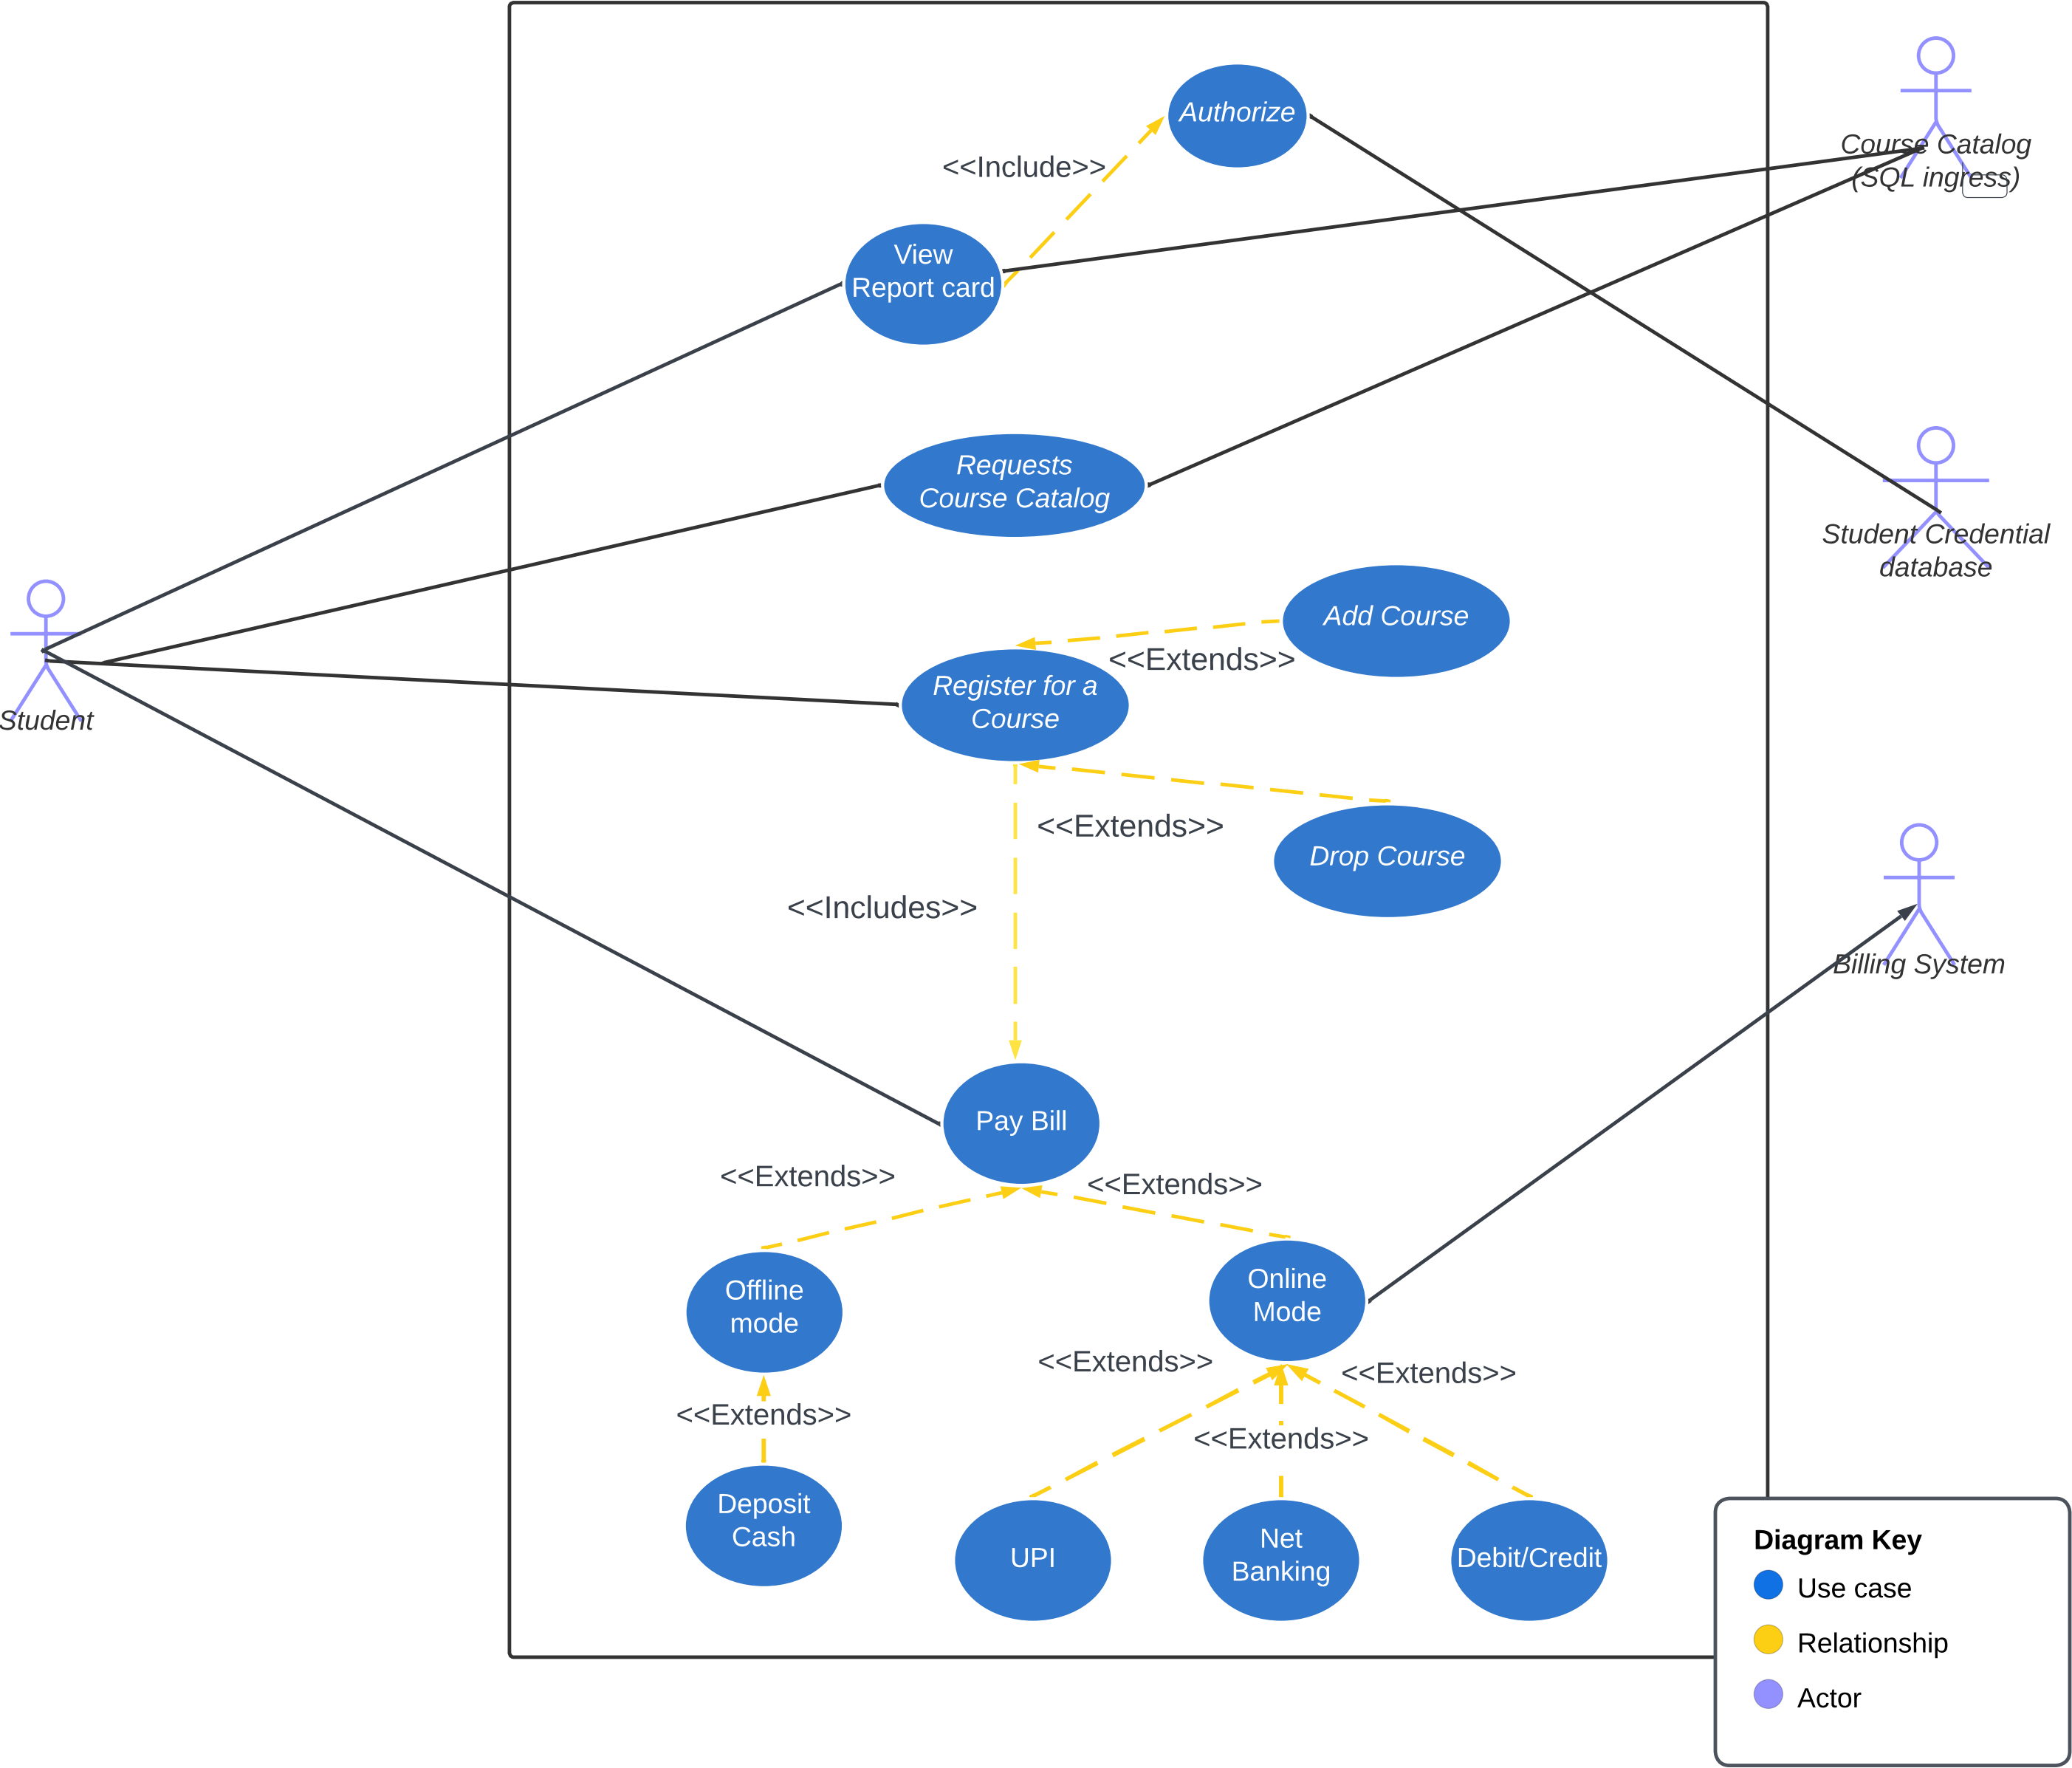 Authorize
Course Catalog
(SQL ingress)
<<Include>>
View
Report card
Requests
Course Catalog
Student Credential
database
Add Course
<<Extends>>
Register for a
Course
Student
<<Extends>>
Drop Course
<<Includes>>
Billing System
Pay Bill
<<Extends>>
<<Extends>>
Offline
mode
Online
Mode
<<Extends>>
<<Extends>>
<<Extends>>
<<Extends>>
Deposit
Cash
UPI
Net
Banking
Debit/Credit
Diagram Key
Use case
Relationship
Actor